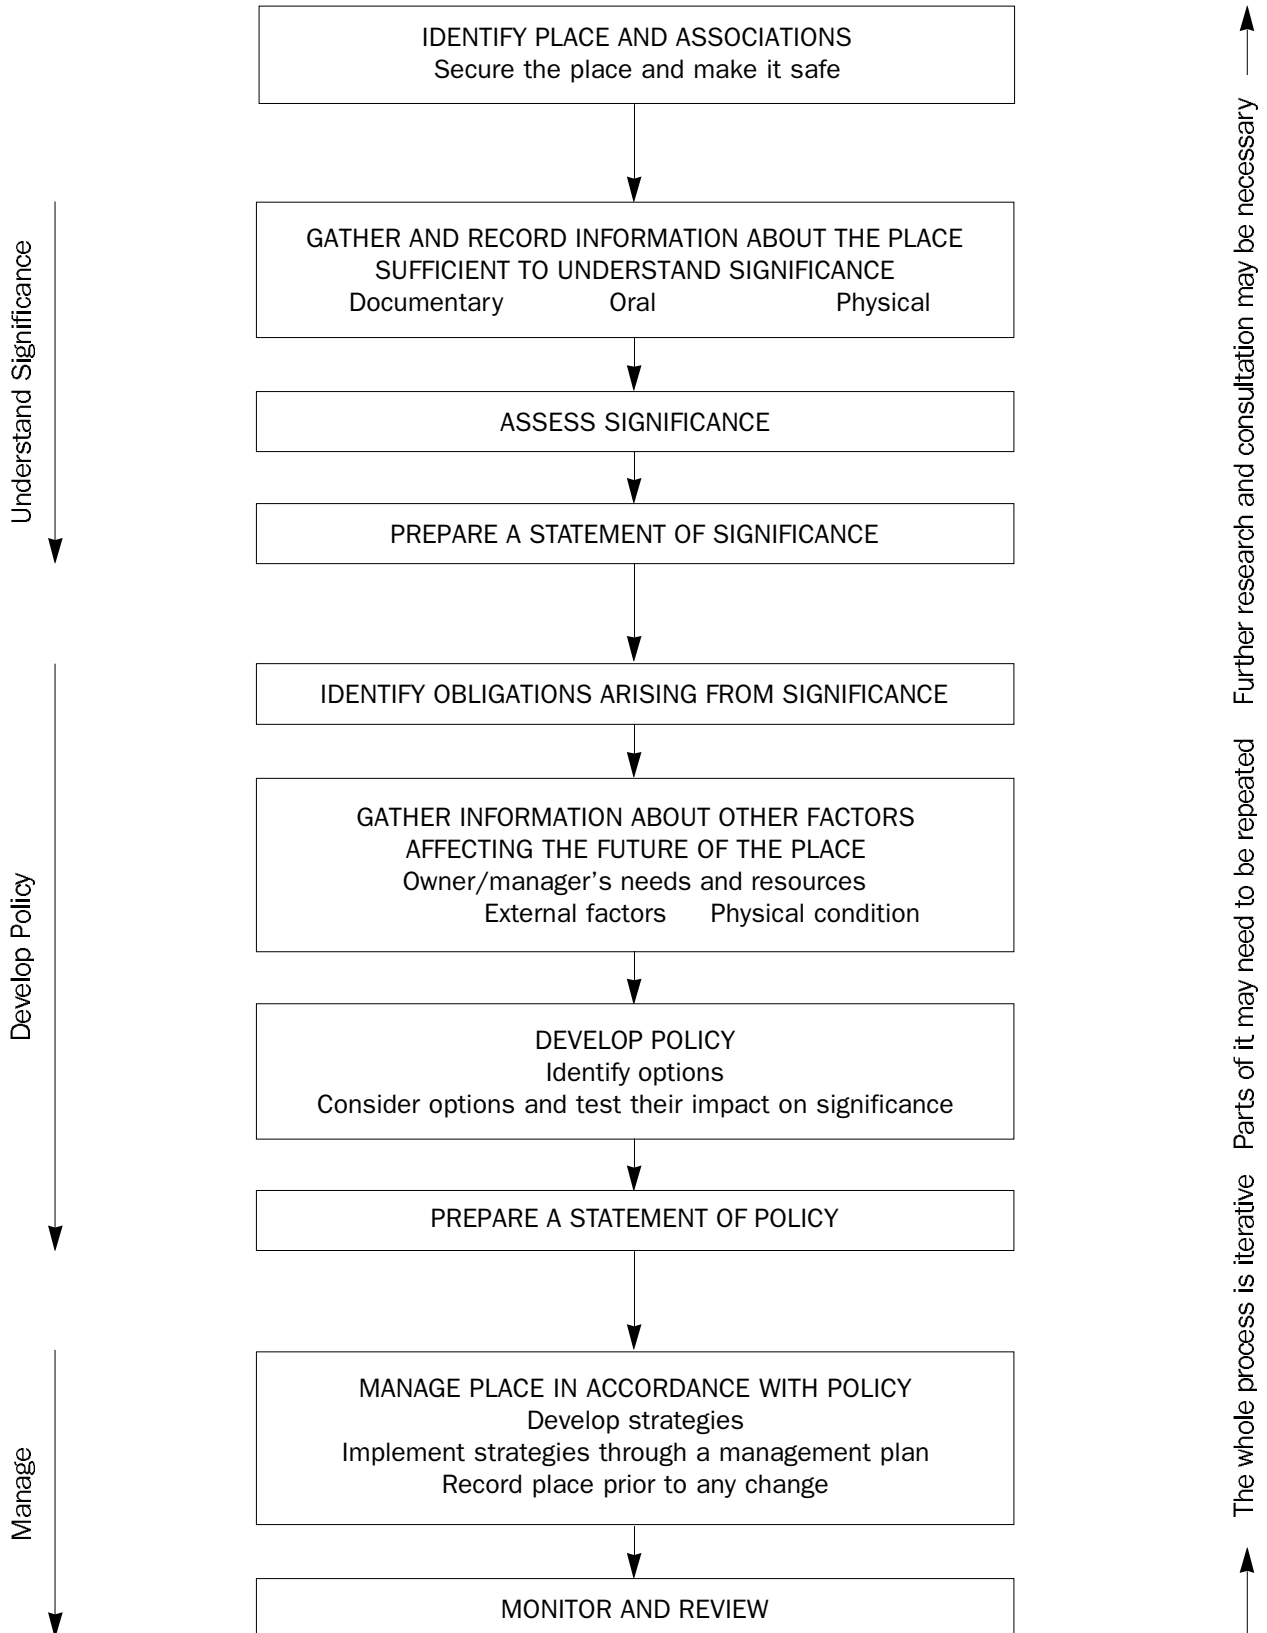 IDENTIFY PLACE AND ASSOCIATIONS
Secure the place and make it safe
Understand Significance
GATHER AND RECORD INFORMATION ABOUT THE PLACE
SUFFICIENT TO UNDERSTAND SIGNIFICANCE
Documentary Oral Physical
ASSESS SIGNIFICANCE
PREPARE A STATEMENT OF SIGNIFICANCE
Develop Policy
IDENTIFY OBLIGATIONS ARISING FROM SIGNIFICANCE
GATHER INFORMATION ABOUT OTHER FACTORS
AFFECTING THE FUTURE OF THE PLACE
Owner/manager’s needs and resources
External factors Physical condition
DEVELOP POLICY
Identify options
Consider options and test their impact on significance
PREPARE A STATEMENT OF POLICY
Manage
MANAGE PLACE IN ACCORDANCE WITH POLICY
Develop strategies
Implement strategies through a management plan
Record place prior to any change
MONITOR AND REVIEW
The whole process is iterative Parts of it may need to be repeated Further research and consultation may be necessary